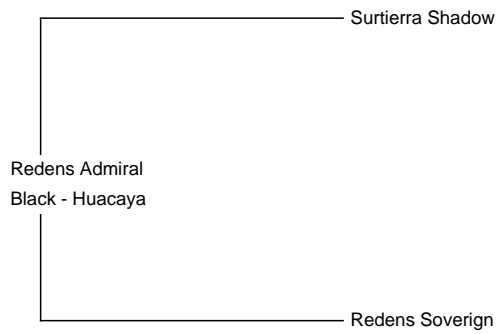 Surtierra Shadow
Redens Admiral
Black - Huacaya
Redens Soverign